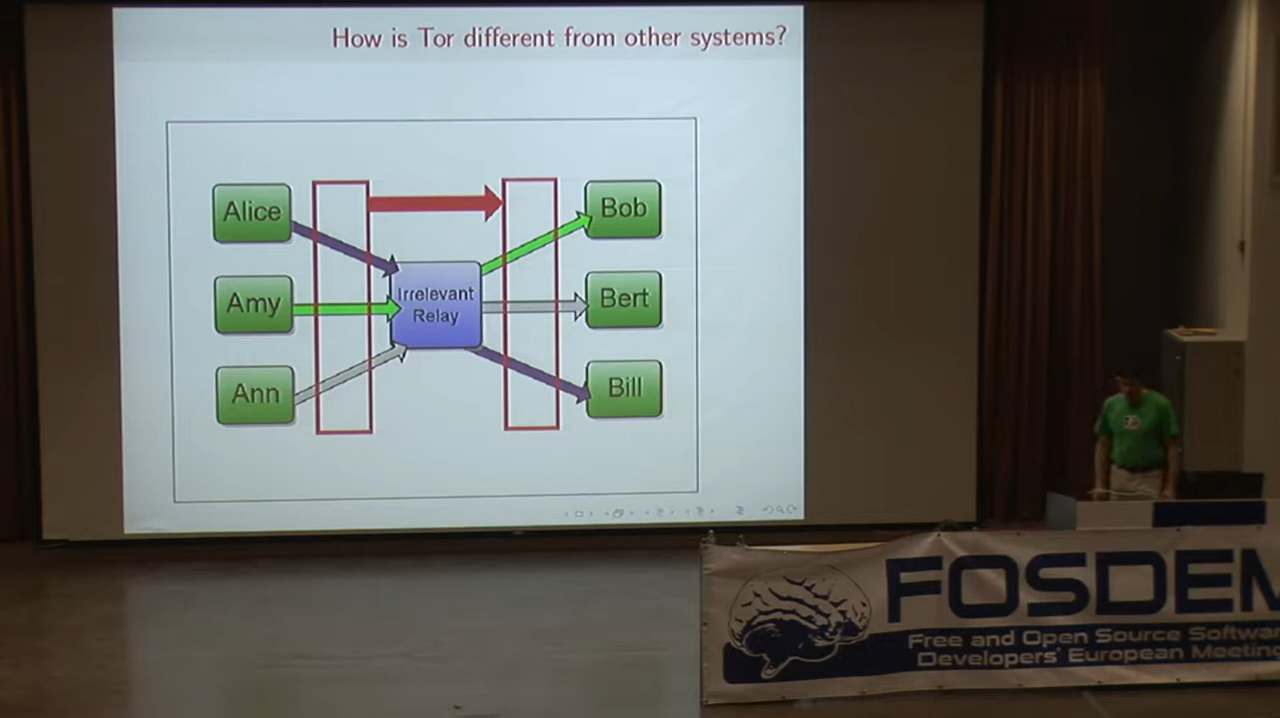 How is Tor different from other systems?
Alice
Bob
Irrelevant
Relay
Amy
Bert
Ann
Bill
FOSDEM
Free and Open Source Softwa
Developers' European Meeting